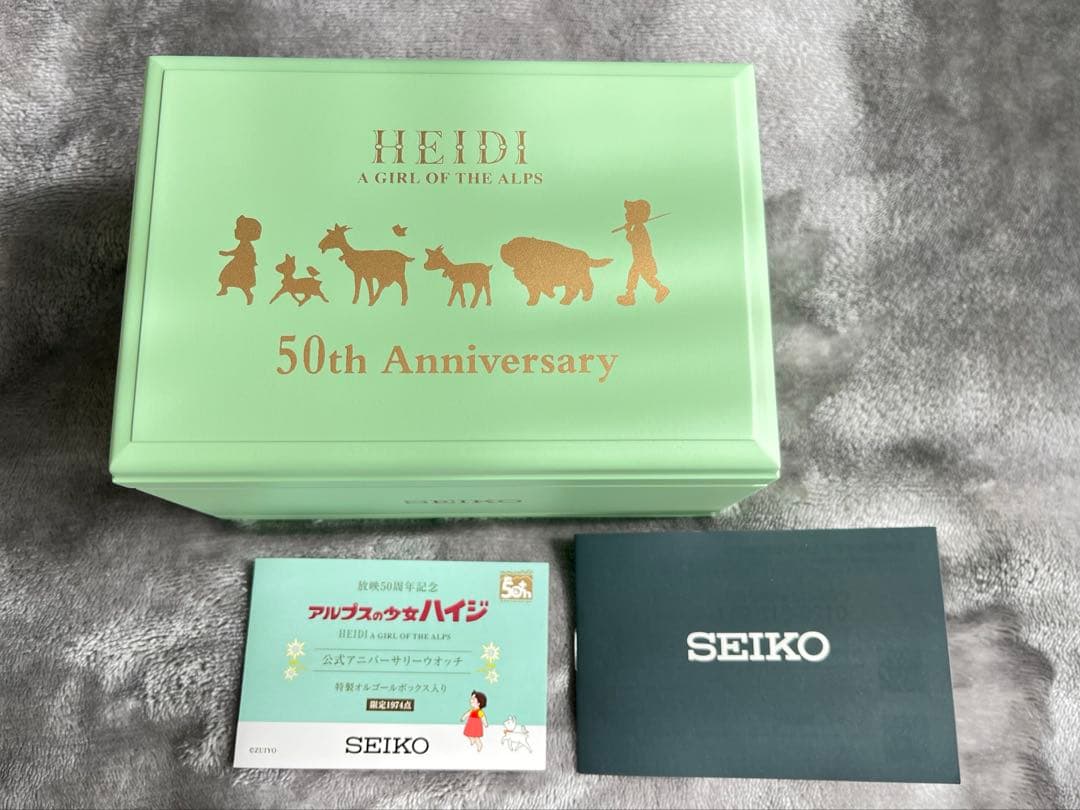 HEIDI
A GIRL OF THE ALPS
50th Anniversary
SEIKO
放映50周年記念
50th
アルプスの少女ハイジ
HEIDI A GIRL OF THE ALPS
公式アニバーサリーウオッチ
特製オルゴールボックス入り
限定1974点
©ZUIYO
SEIKO
SEIKO